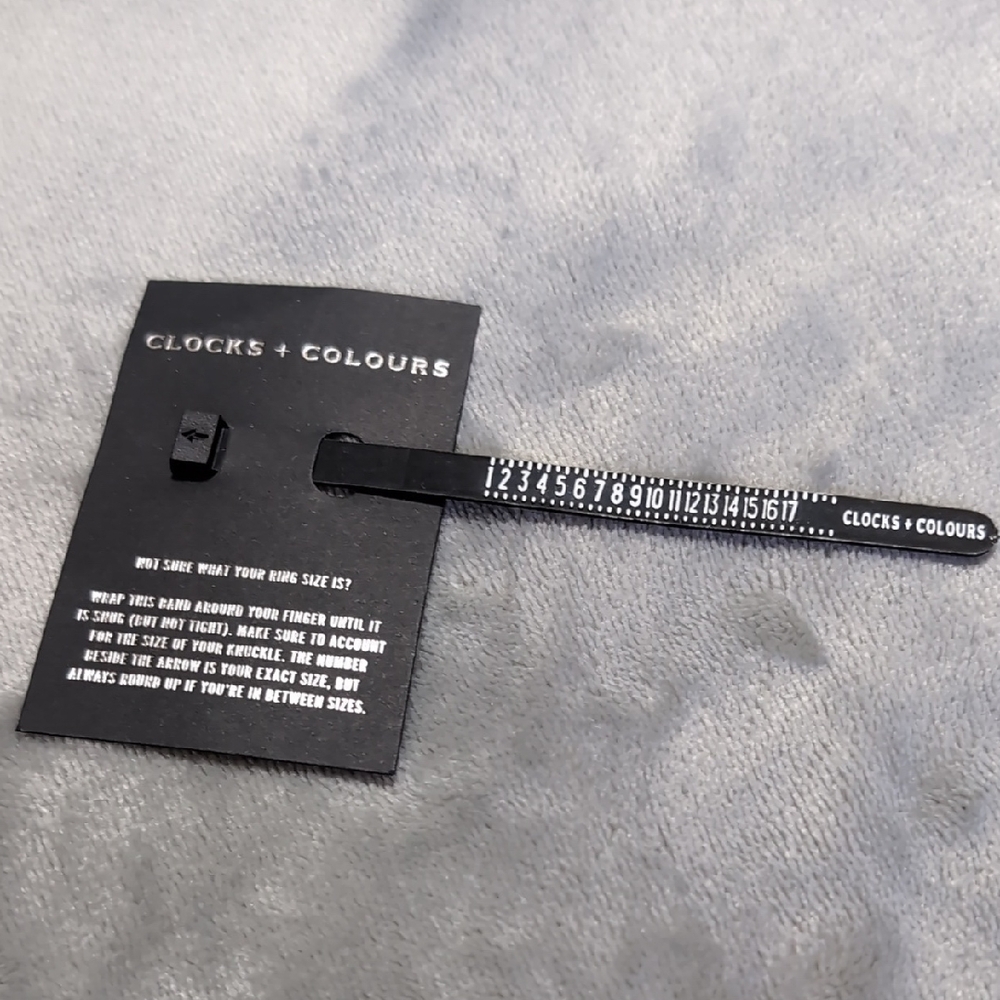 CLOCKS + COLOURS
1 2 3 4 5 6 7 8 9 10 11 12 13 14 15 16 17
CLOCKS + COLOURS
NOT SURE WHAT YOUR RING SIZE IS?
WRAP THIS BAND AROUND YOUR FINGER UNTIL IT
IS SNUG (BUT NOT TIGHT). MAKE SURE TO ACCOUNT
FOR THE SIZE OF YOUR KNUCKLE. THE NUMBER
BESIDE THE ARROW IS YOUR EXACT SIZE, BUT
ALWAYS ROUND UP IF YOU'RE IN BETWEEN SIZES.